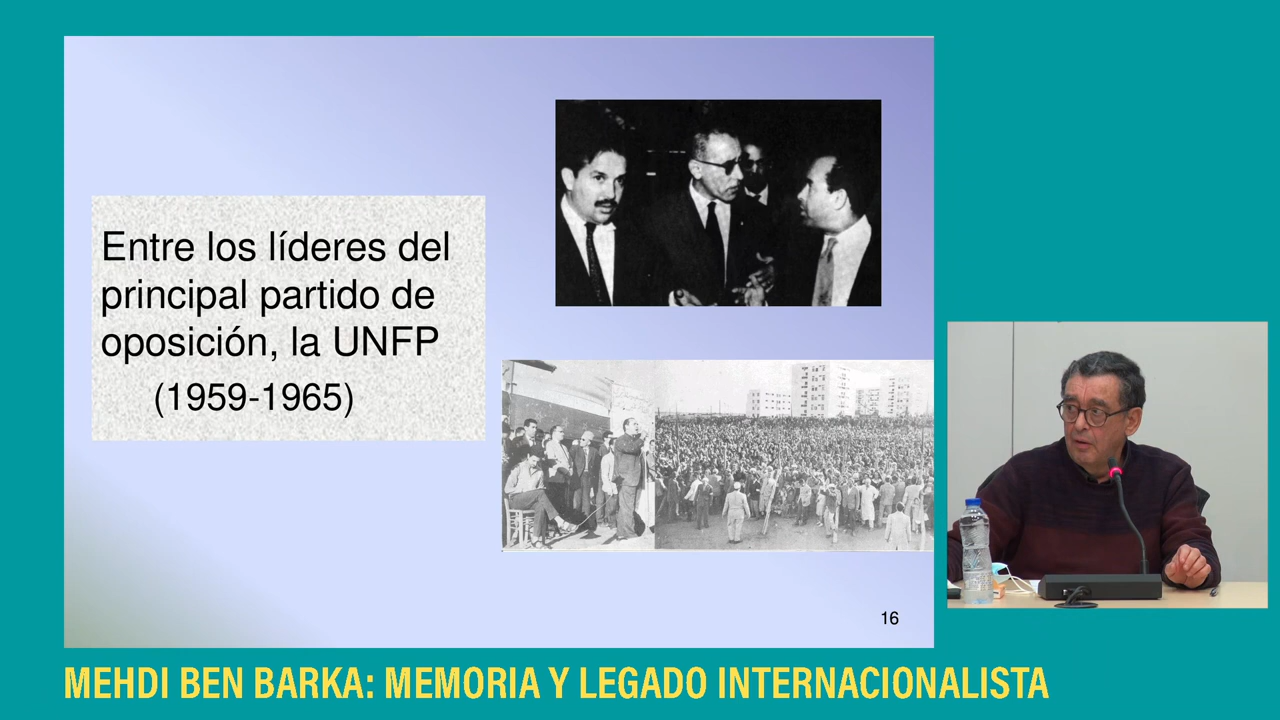 Entre los líderes del
principal partido de
oposición, la UNFP
(1959-1965)
16
MEHDI BEN BARKA: MEMORIA Y LEGADO INTERNACIONALISTA